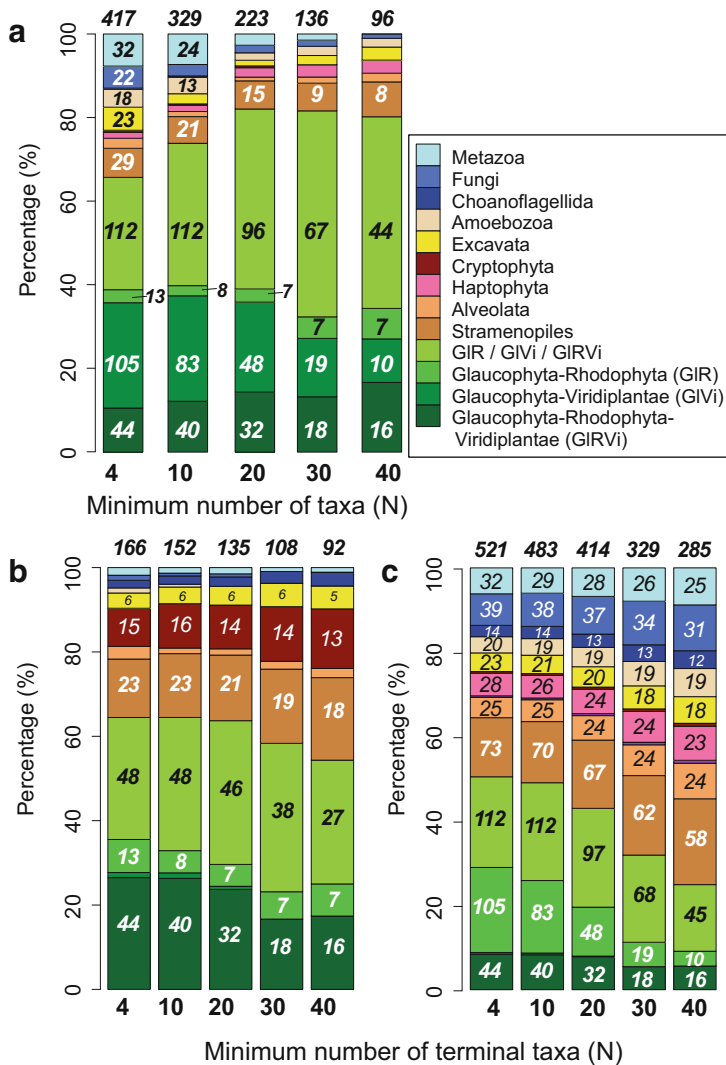 a
417 329 223 136 96
Percentage (%)
100
80
60
40
20
0
32 24
22
18 13
23
29 21 15 9 8
112 112 96 67 44
13 8 7 7 7
105 83 48 19 10
44 40 32 18 16
4 10 20 30 40
Minimum number of taxa (N)
Metazoa
Fungi
Choanoflagellida
Amoebozoa
Excavata
Cryptophyta
Haptophyta
Alveolata
Stramenopiles
GlR / GlVi / GlRVi
Glaucophyta-Rhodophyta (GlR)
Glaucophyta-Viridiplantae (GlVi)
Glaucophyta-Rhodophyta-
Viridiplantae (GlRVi)
b
166 152 135 108 92
Percentage (%)
100
80
60
40
20
0
6 6 6 6 5
15 16 14 14 13
23 23 21 19 18
48 48 46 38 27
13 8 7 7 7
44 40 32 18 16
4 10 20 30 40
c
521 483 414 329 285
Percentage (%)
100
80
60
40
20
0
32 29 28 26 25
39 38 37 34 31
14 14 13 13 12
20 19 19 19 19
23 21 20 18 18
28 26 24 24 23
25 25 24 24 24
73 70 67 62 58
112 112 97 68 45
105 83 48 19 10
44 40 32 18 16
4 10 20 30 40
Minimum number of terminal taxa (N)